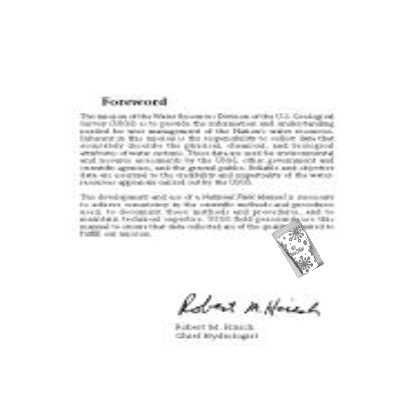 Foreword
The mission of the Water Resources Division of the U.S. Geological
Survey (USGS) is to provide the information and understanding
needed for wise management of the Nation's water resources.
Inherent in this mission is the responsibility to collect data that
accurately describe the physical, chemical, and biological
attributes of water systems. These data are used for environmental
and resource assessments by the USGS, other government and
scientific agencies, and the general public. Reliable and objective
data are essential to the credibility and impartiality of the water-
resources appraisals carried out by the USGS.
The development and use of a National Field Manual is necessary
to achieve consistency in the scientific methods and procedures
used, to document those methods and procedures, and to
maintain technical expertise. USGS field personnel use this
manual to ensure that data collected are of the quality required to
fulfill our mission.
Robert M. Hirsch
Robert M. Hirsch
Chief Hydrologist